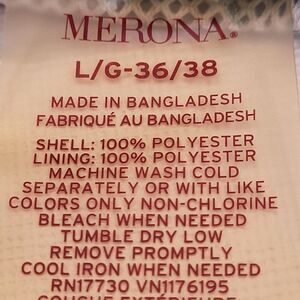 MERONA®
L/G-36/38
MADE IN BANGLADESH
FABRIQUÉ AU BANGLADESH
SHELL: 100% POLYESTER
LINING: 100% POLYESTER
MACHINE WASH COLD
SEPARATELY OR WITH LIKE
COLORS ONLY NON-CHLORINE
BLEACH WHEN NEEDED
TUMBLE DRY LOW
REMOVE PROMPTLY
COOL IRON WHEN NEEDED
RN17730 VN1176195
COUCHE EXTÉRIEURE